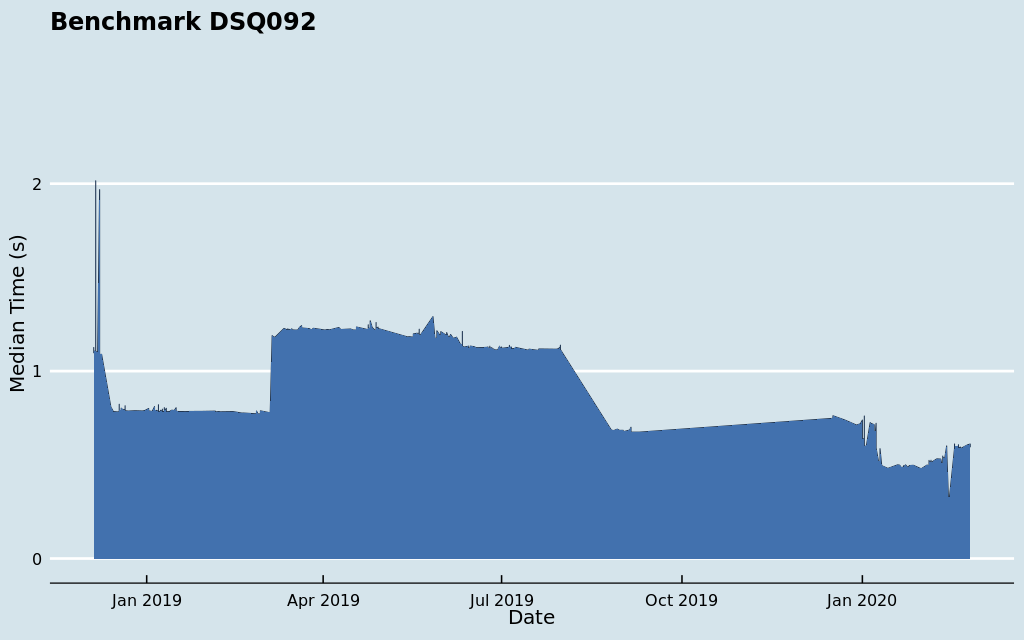 Benchmark DSQ092
Median Time (s)
2
1
0
Jan 2019
Apr 2019
Jul 2019
Oct 2019
Jan 2020
Date